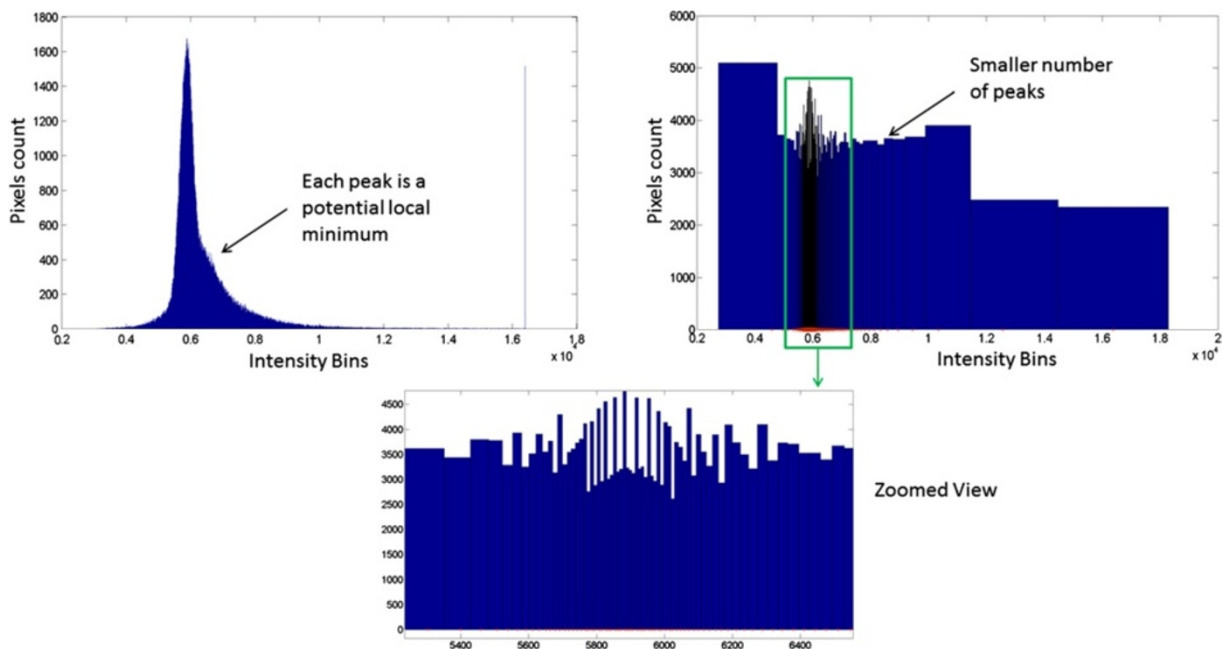 1800
1600
1400
1200
1000
800
600
400
200
0
0.2 0.4 0.6 0.8 1 1.2 1.4 1.6 1.8
x 10⁴
Pixels count
Intensity Bins
Each peak is a
potential local
minimum
6000
5000
4000
3000
2000
1000
0
0.2 0.4 0.6 0.8 1 1.2 1.4 1.6 1.8 2
x 10⁴
Pixels count
Intensity Bins
Smaller number
of peaks
4500
4000
3500
3000
2500
2000
1500
1000
500
0
5400 5600 5800 6000 6200 6400
Zoomed View